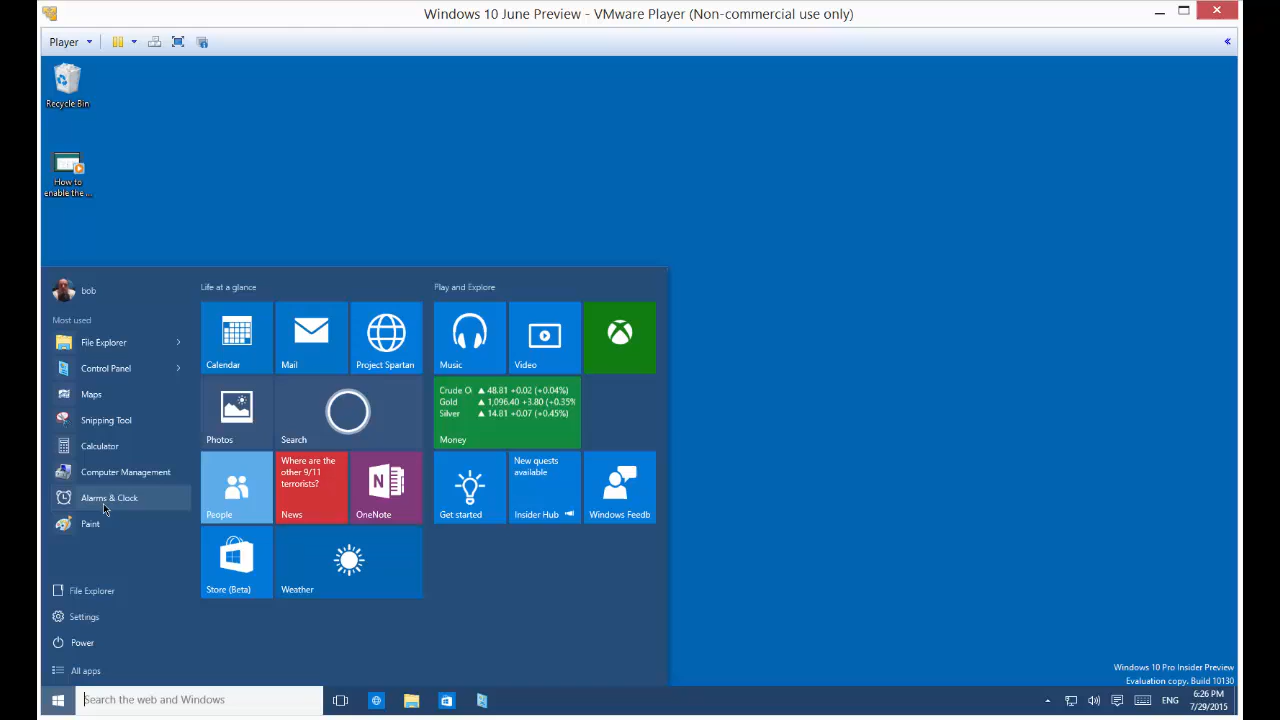 Windows 10 June Preview - VMware Player (Non-commercial use only)
Player
Recycle Bin
How to
enable the ...
bob
Most used
File Explorer
Control Panel
Maps
Snipping Tool
Calculator
Computer Management
Alarms & Clock
Paint
File Explorer
Settings
Power
All apps
Life at a glance
Calendar
Mail
Project Spartan
Photos
Search
People
Where are the
other 9/11
terrorists?
News
OneNote
Store (Beta)
Weather
Play and Explore
Music
Video
Crude O ▲ 48.81 +0.02 (+0.04%)
Gold ▲ 1,096.40 +3.80 (+0.35%
Silver ▲ 14.81 +0.07 (+0.45%)
Money
Get started
New quests
available
Insider Hub
Windows Feedb
Windows 10 Pro Insider Preview
Evaluation copy. Build 10130
Search the web and Windows
ENG
6:26 PM
7/29/2015